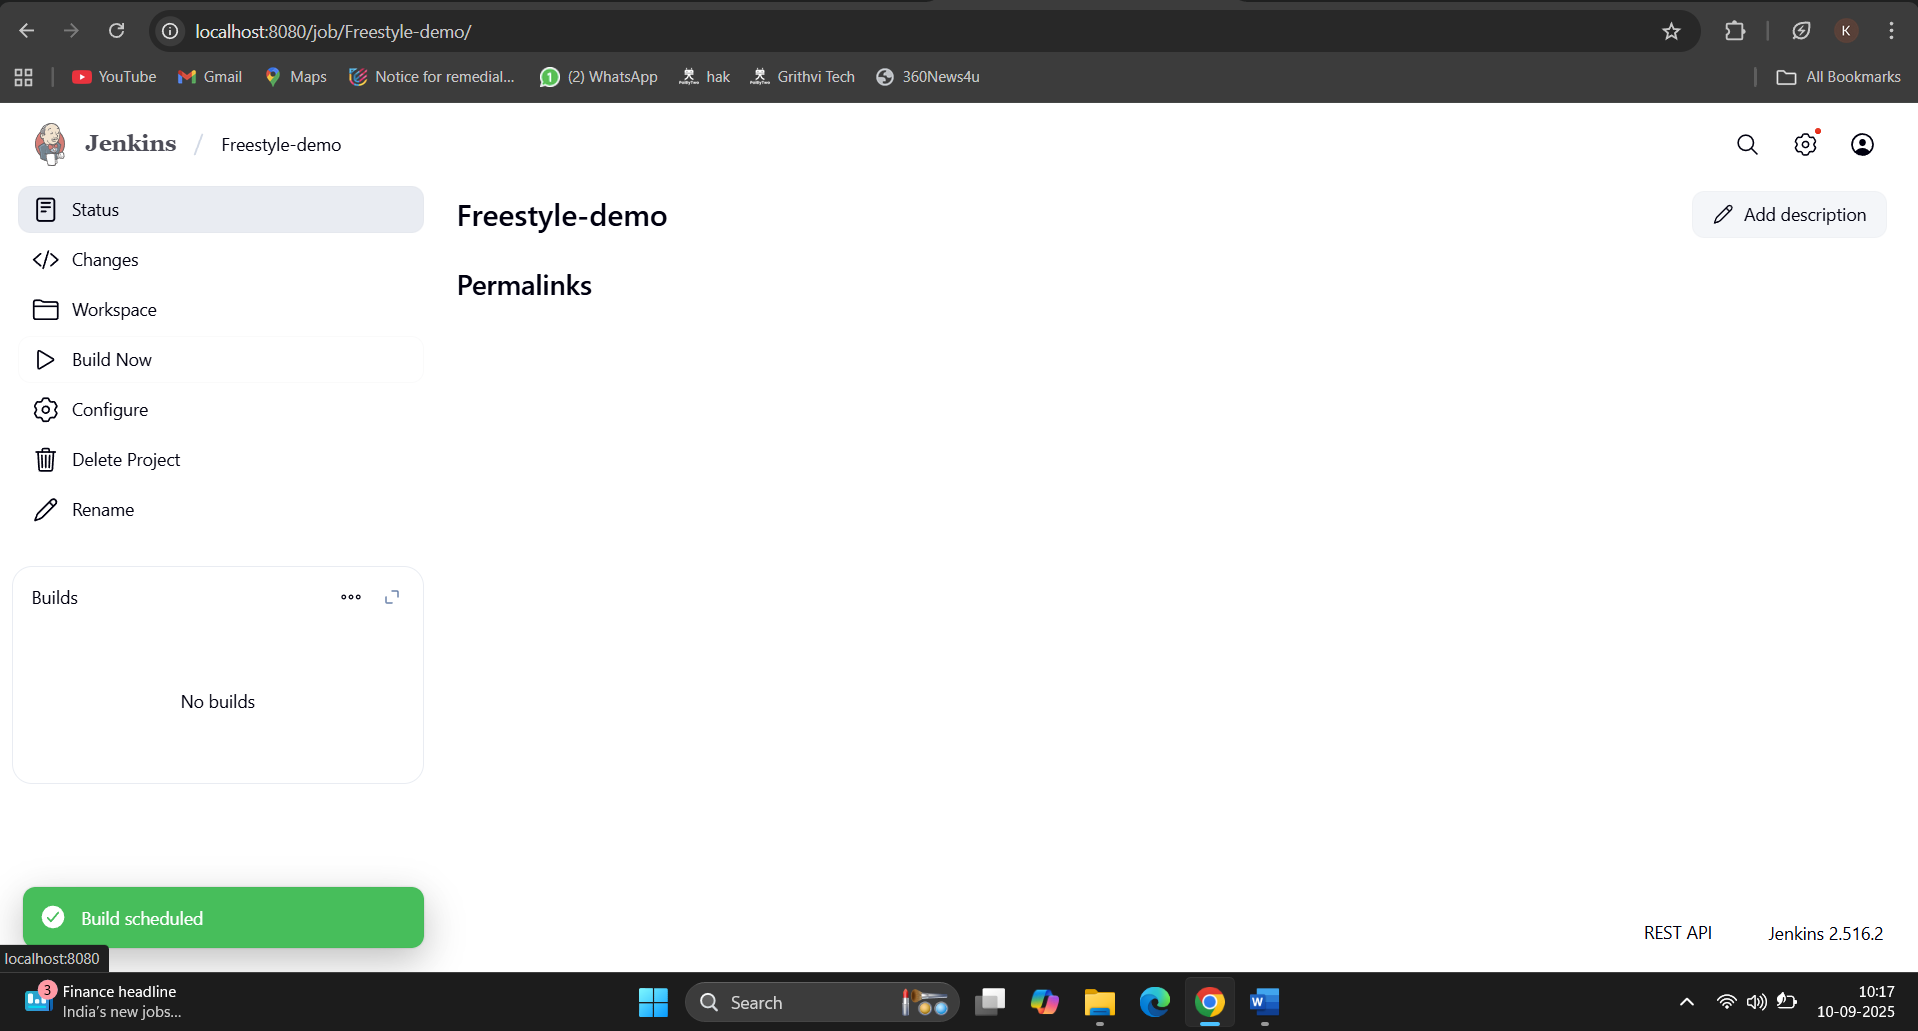 localhost:8080/job/Freestyle-demo/
K
YouTube Gmail Maps Notice for remedial... (2) WhatsApp hak Grithvi Tech 360News4u All Bookmarks
Jenkins / Freestyle-demo
Status
Changes
Workspace
Build Now
Configure
Delete Project
Rename
Freestyle-demo
Add description
Permalinks
Builds
No builds
Build scheduled
REST API Jenkins 2.516.2
localhost:8080
3
Finance headline
India's new jobs...
Search
10:17
10-09-2025